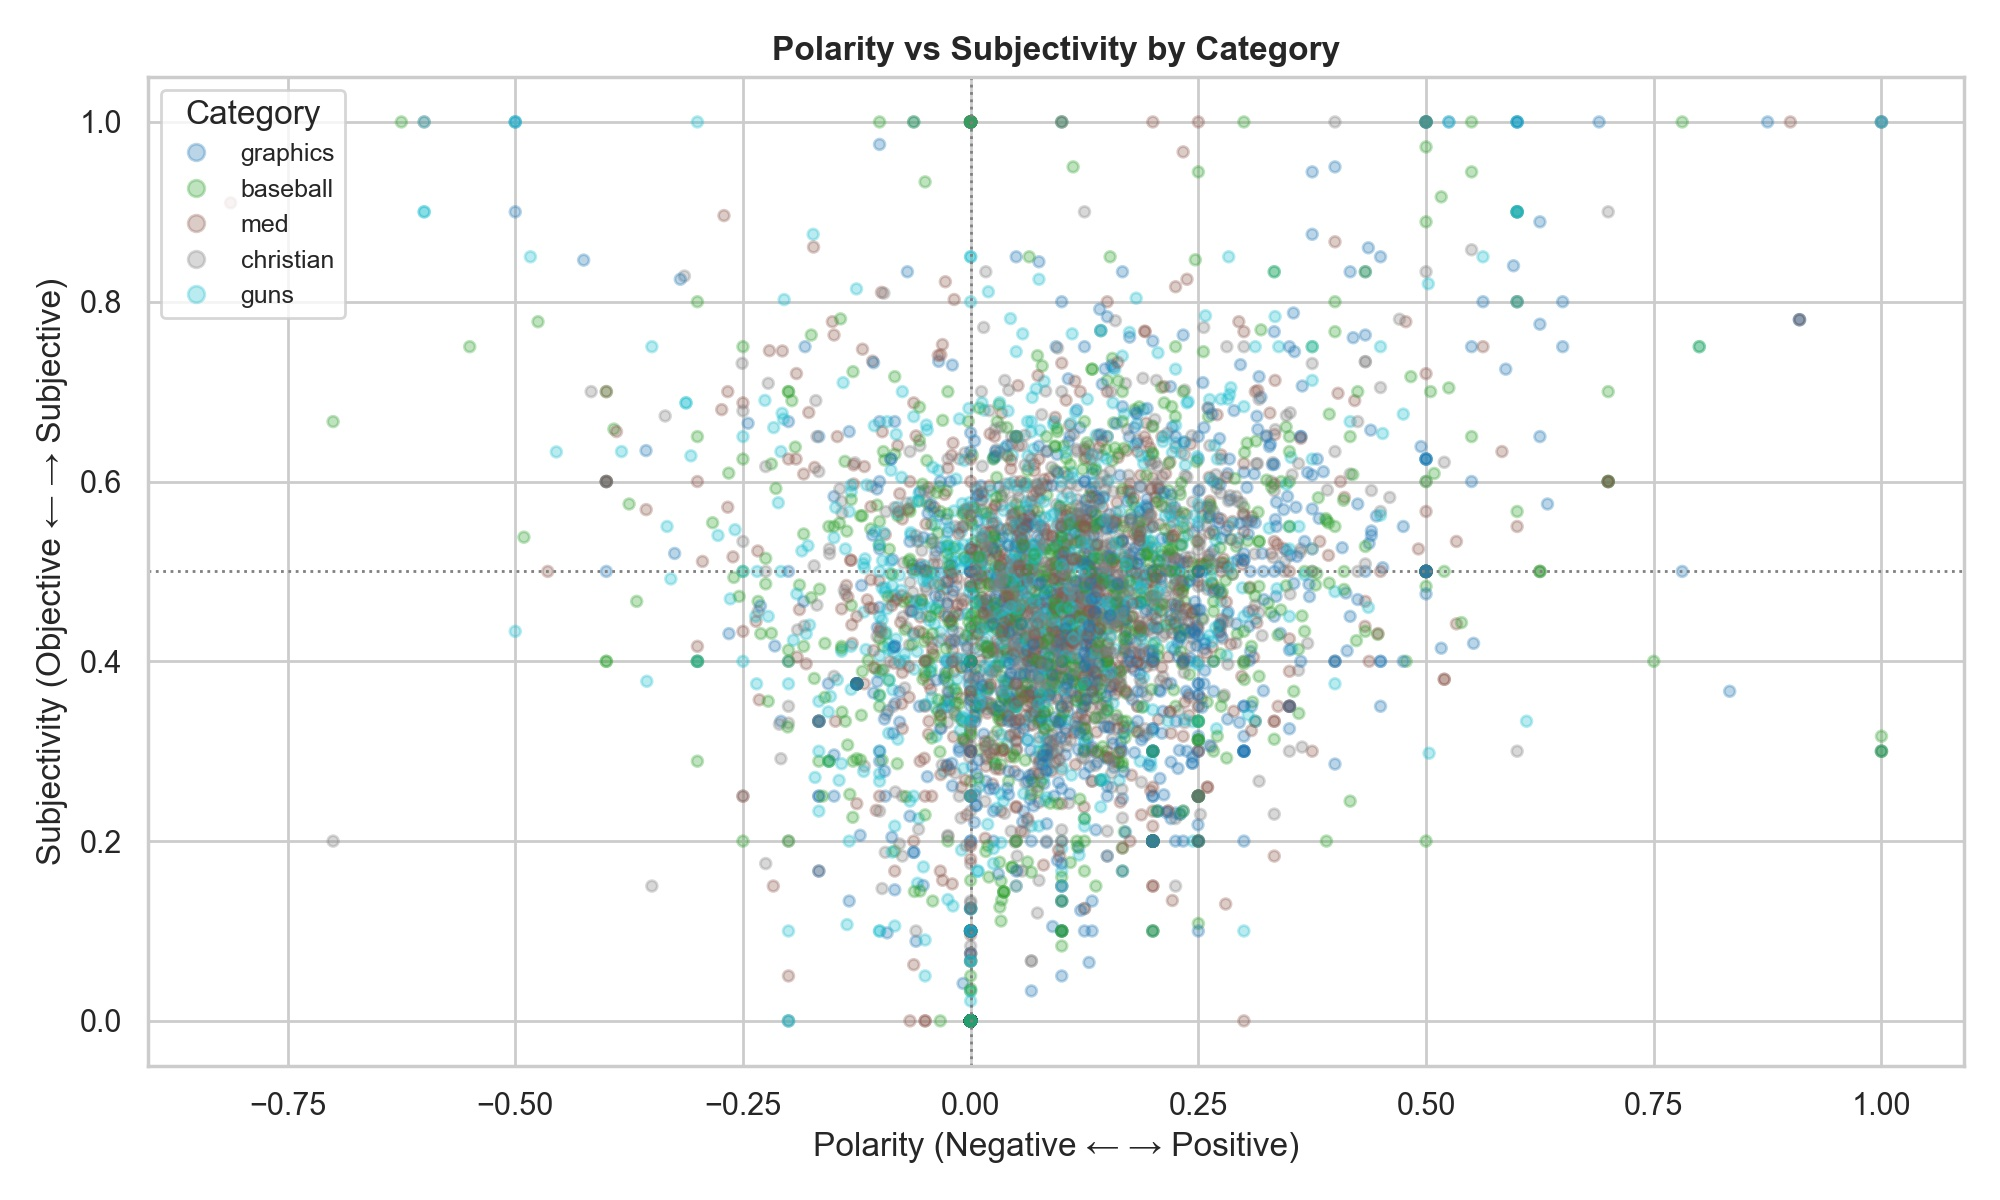 Polarity vs Subjectivity by Category
Category
graphics
baseball
med
christian
guns
Subjectivity (Objective ←→ Subjective)
1.0
0.8
0.6
0.4
0.2
0.0
−0.75 −0.50 −0.25 0.00 0.25 0.50 0.75 1.00
Polarity (Negative ←→ Positive)